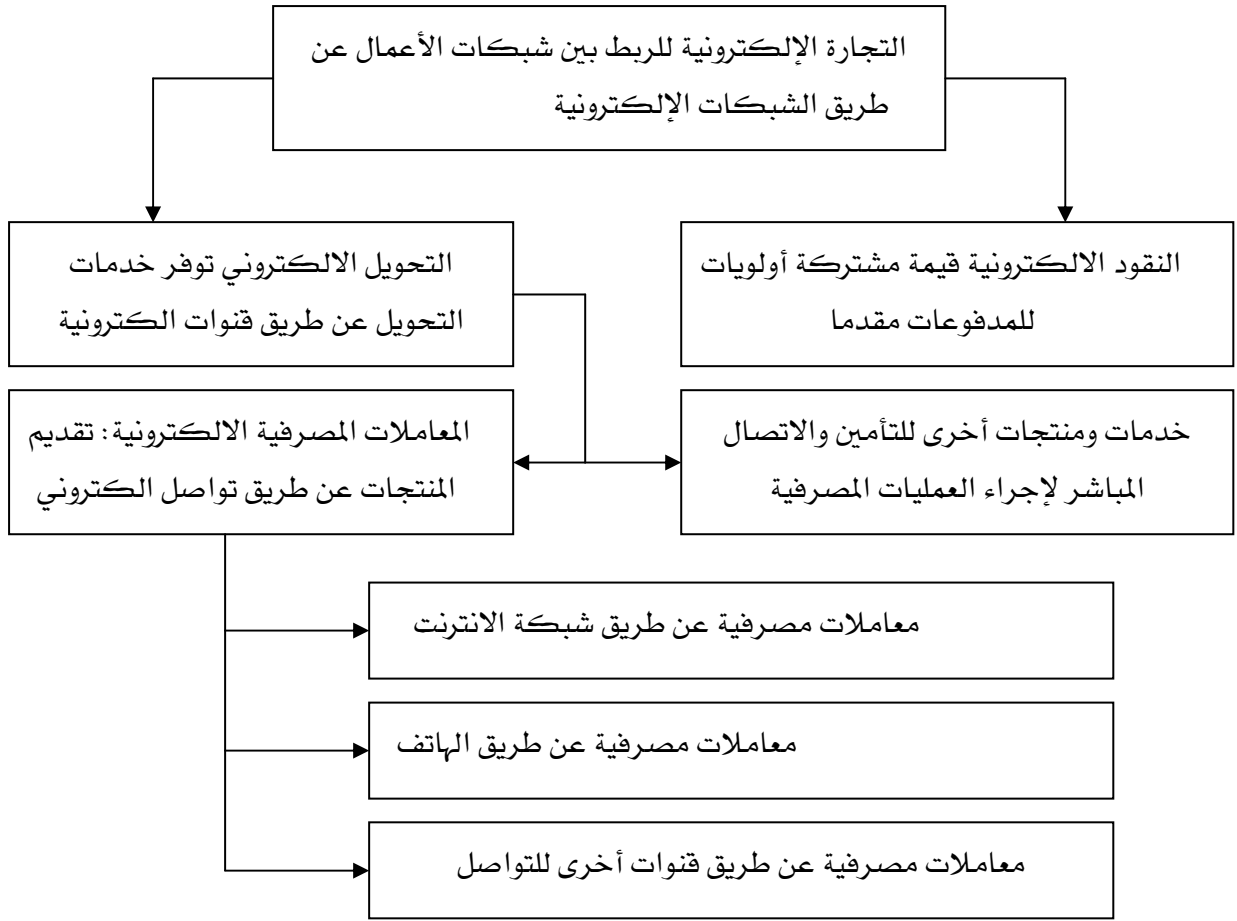 التجارة الإلكترونية للربط بين شبكات الأعمال عن
طريق الشبكات الإلكترونية
النقود الالكترونية قيمة مشتركة أولويات
للمدفوعات مقدما
التحويل الالكتروني توفر خدمات
التحويل عن طريق قنوات الكترونية
خدمات ومنتجات أخرى للتأمين والاتصال
المباشر لإجراء العمليات المصرفية
المعاملات المصرفية الالكترونية: تقديم
المنتجات عن طريق تواصل الكتروني
معاملات مصرفية عن طريق شبكة الانترنت
معاملات مصرفية عن طريق الهاتف
معاملات مصرفية عن طريق قنوات أخرى للتواصل